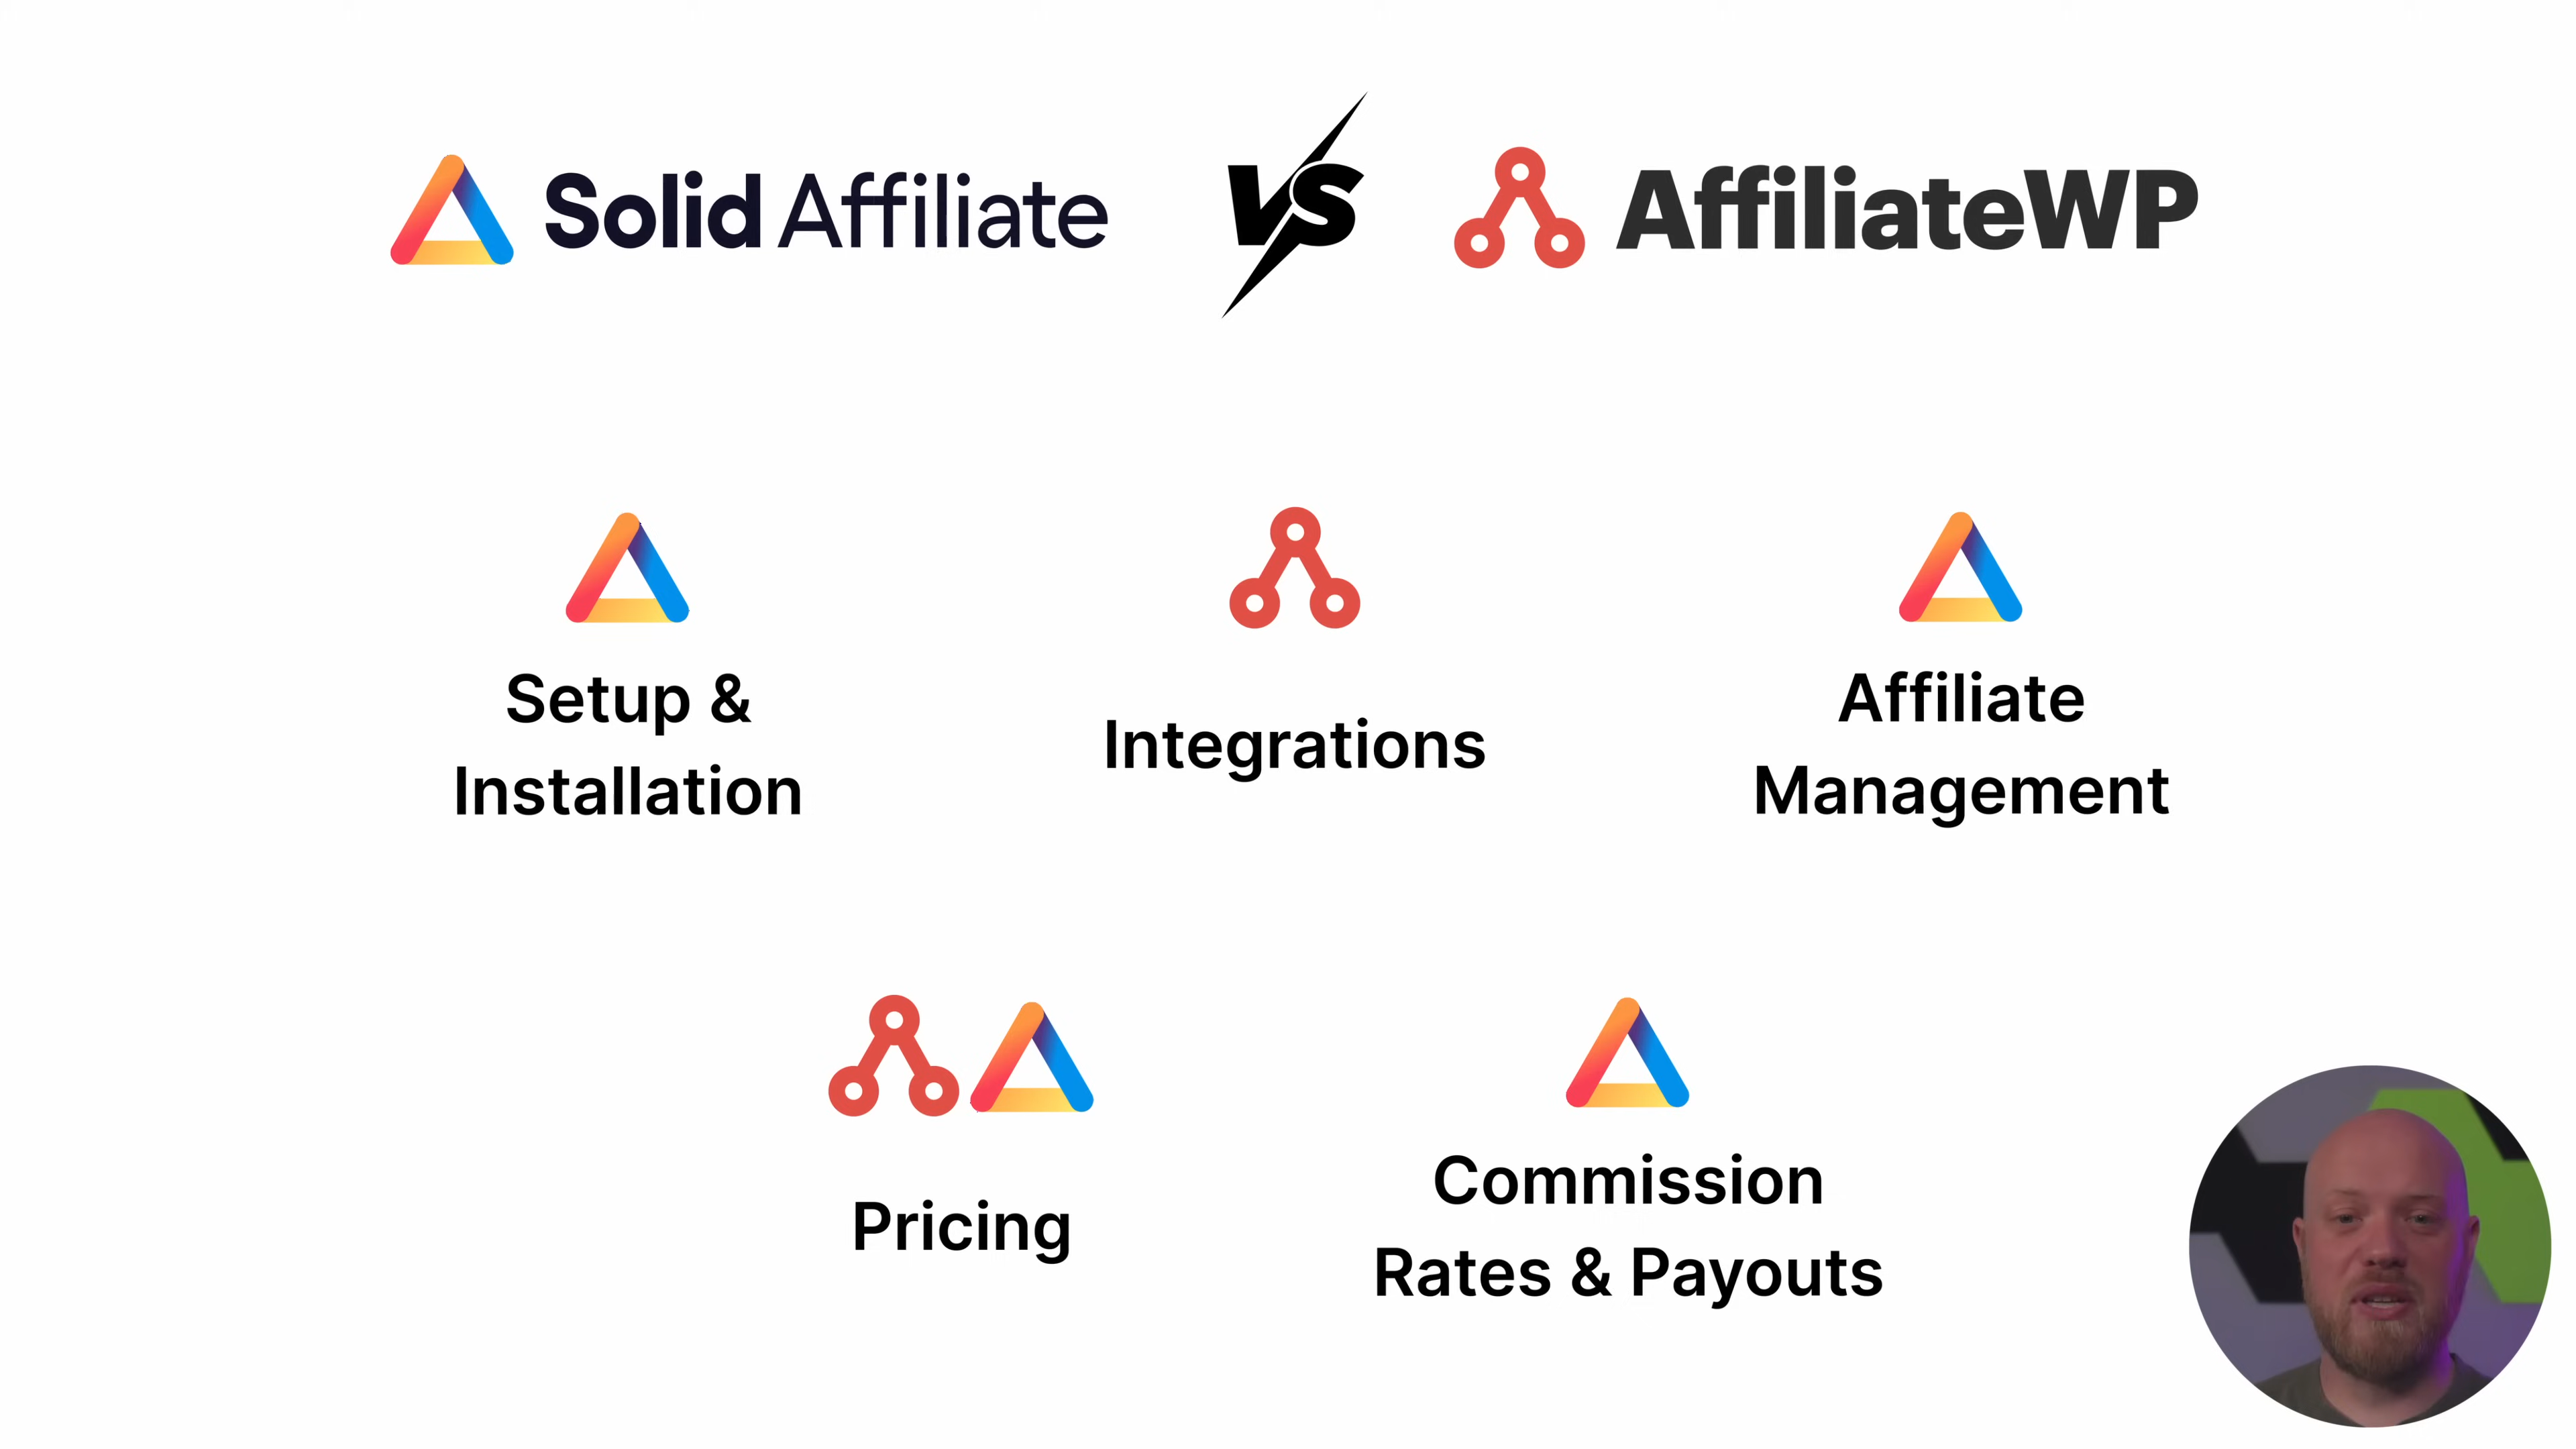 Solid Affiliate VS AffiliateWP
Setup &
Installation
Integrations
Affiliate
Management
Pricing
Commission
Rates & Payouts